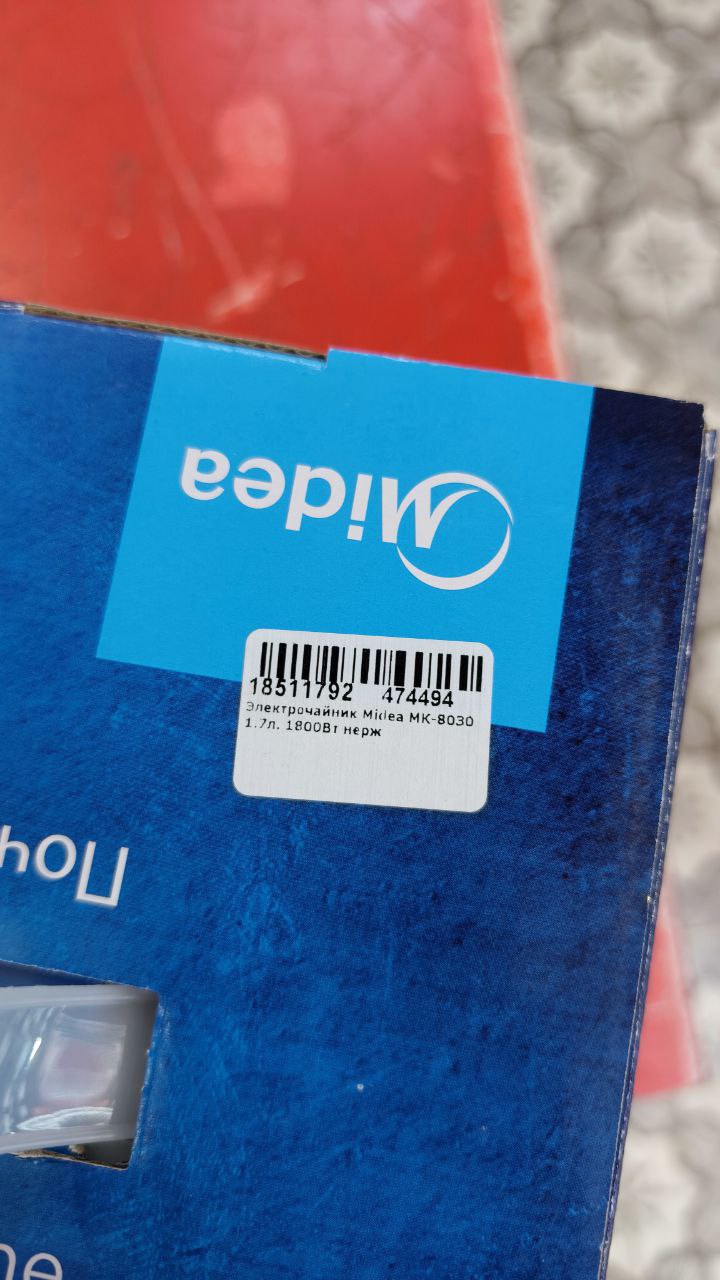 Midea
18511792 474494
Электрочайник Midea MK-8030
1.7л. 1800Вт нерж